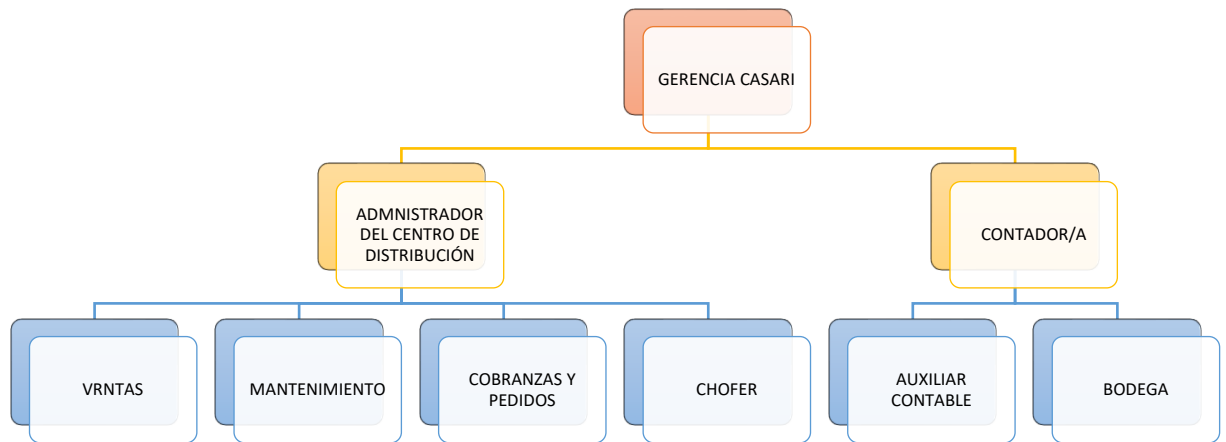 GERENCIA CASARI
ADMNISTRADOR
DEL CENTRO DE
DISTRIBUCIÓN
CONTADOR/A
VRNTAS
MANTENIMIENTO
COBRANZAS Y
PEDIDOS
CHOFER
AUXILIAR
CONTABLE
BODEGA